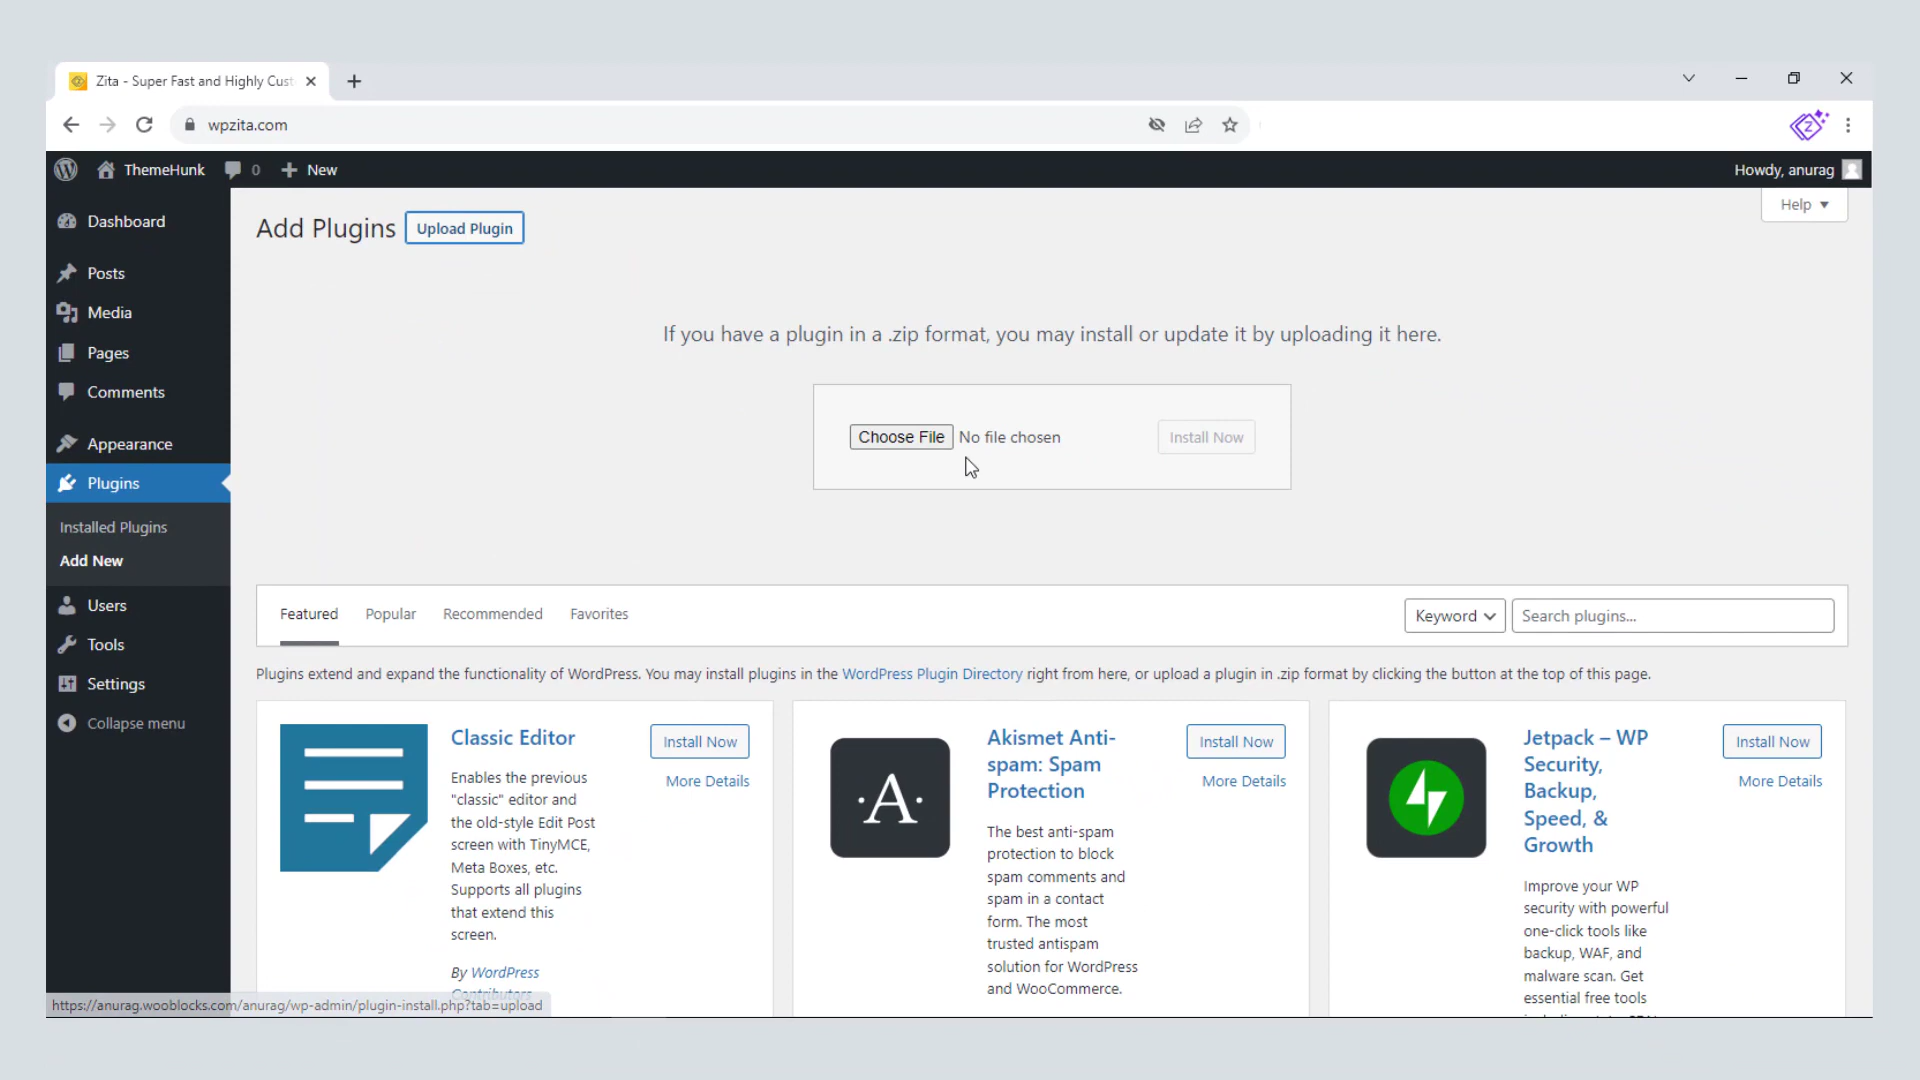 Zita - Super Fast and Highly Cust
wpzita.com
ThemeHunk
0
New
Howdy, anurag
Help
Dashboard
Posts
Media
Pages
Comments
Appearance
Plugins
Installed Plugins
Add New
Users
Tools
Settings
Collapse menu
Add Plugins
Upload Plugin
If you have a plugin in a .zip format, you may install or update it by uploading it here.
Choose File No file chosen
Install Now
Featured
Popular
Recommended
Favorites
Keyword
Search plugins...
Plugins extend and expand the functionality of WordPress. You may install plugins in the WordPress Plugin Directory right from here, or upload a plugin in .zip format by clicking the button at the top of this page.
Classic Editor
Install Now
More Details
Enables the previous
"classic" editor and
the old-style Edit Post
screen with TinyMCE,
Meta Boxes, etc.
Supports all plugins
that extend this
screen.
By WordPress
Contributors
·A·
Akismet Anti-
spam: Spam
Protection
Install Now
More Details
The best anti-spam
protection to block
spam comments and
spam in a contact
form. The most
trusted antispam
solution for WordPress
and WooCommerce.
Jetpack – WP
Security,
Backup,
Speed, &
Growth
Install Now
More Details
Improve your WP
security with powerful
one-click tools like
backup, WAF, and
malware scan. Get
essential free tools
https://anurag.wooblocks.com/anurag/wp-admin/plugin-install.php?tab=upload